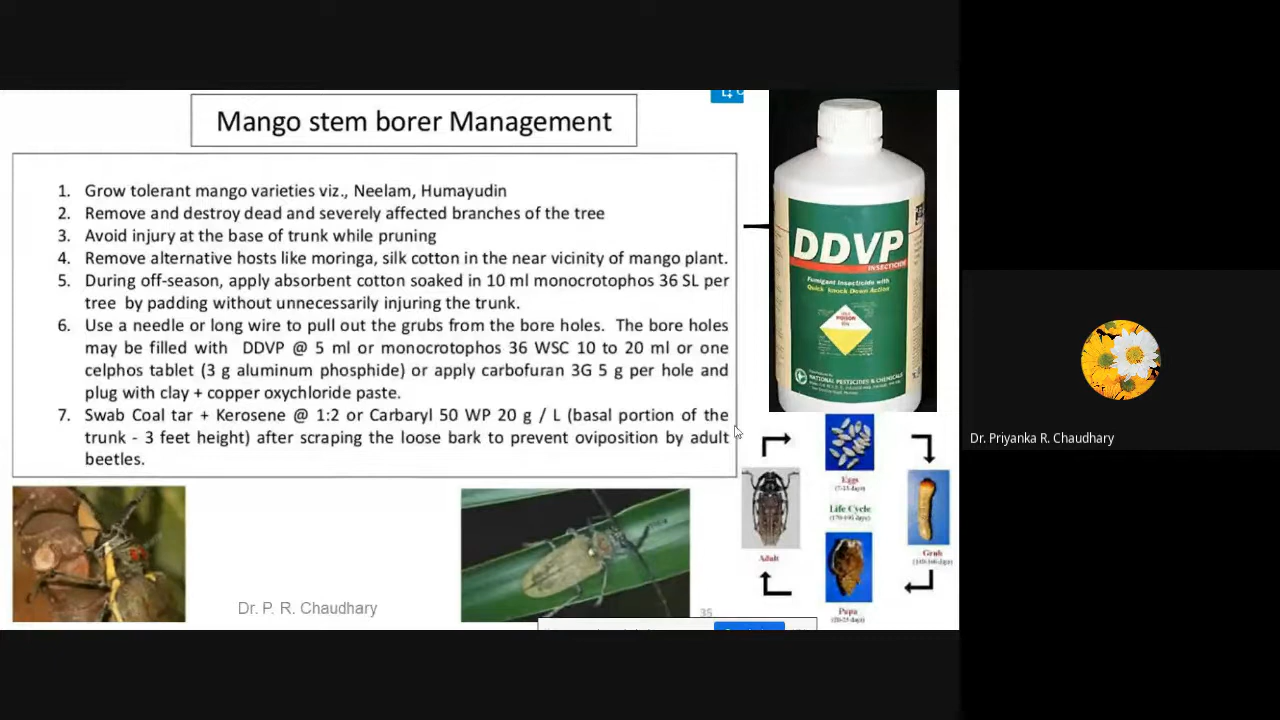 Mango stem borer Management
1. Grow tolerant mango varieties viz., Neelam, Humayudin
2. Remove and destroy dead and severely affected branches of the tree
3. Avoid injury at the base of trunk while pruning
4. Remove alternative hosts like moringa, silk cotton in the near vicinity of mango plant.
5. During off-season, apply absorbent cotton soaked in 10 ml monocrotophos 36 SL per
tree by padding without unnecessarily injuring the trunk.
6. Use a needle or long wire to pull out the grubs from the bore holes. The bore holes
may be filled with DDVP @ 5 ml or monocrotophos 36 WSC 10 to 20 ml or one
celphos tablet (3 g aluminum phosphide) or apply carbofuran 3G 5 g per hole and
plug with clay + copper oxychloride paste.
7. Swab Coal tar + Kerosene @ 1:2 or Carbaryl 50 WP 20 g / L (basal portion of the
trunk - 3 feet height) after scraping the loose bark to prevent oviposition by adult
beetles.
DDVP
INSECTICIDE
Fumigant Insecticide with
Quick Knock Down Action
POISON
NATIONAL PESTICIDES & CHEMICALS
Eggs
Life Cycle
Adult
Grub
Pupa
Dr. P. R. Chaudhary
35
Dr. Priyanka R. Chaudhary